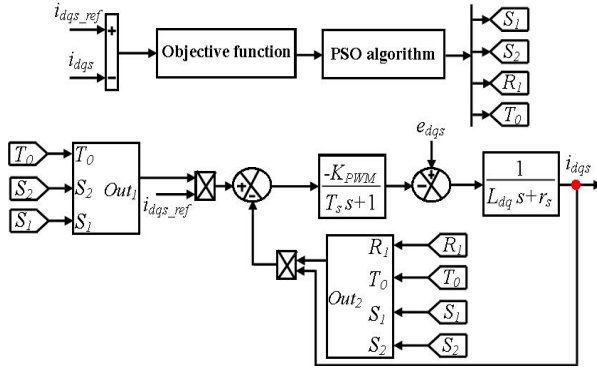 i_dqs_ref
+
Objective function
PSO algorithm
S_1
S_2
R_1
T_0
i_dqs
−
T_0
S_2
S_1
T_0
S_2
S_1
Out_1
i_dqs_ref
+
−
-K_PWM
T_s s+1
e_dqs
+
−
1
L_dq s+r_s
i_dqs
Out_2
R_1
T_0
S_1
S_2
R_1
T_0
S_1
S_2